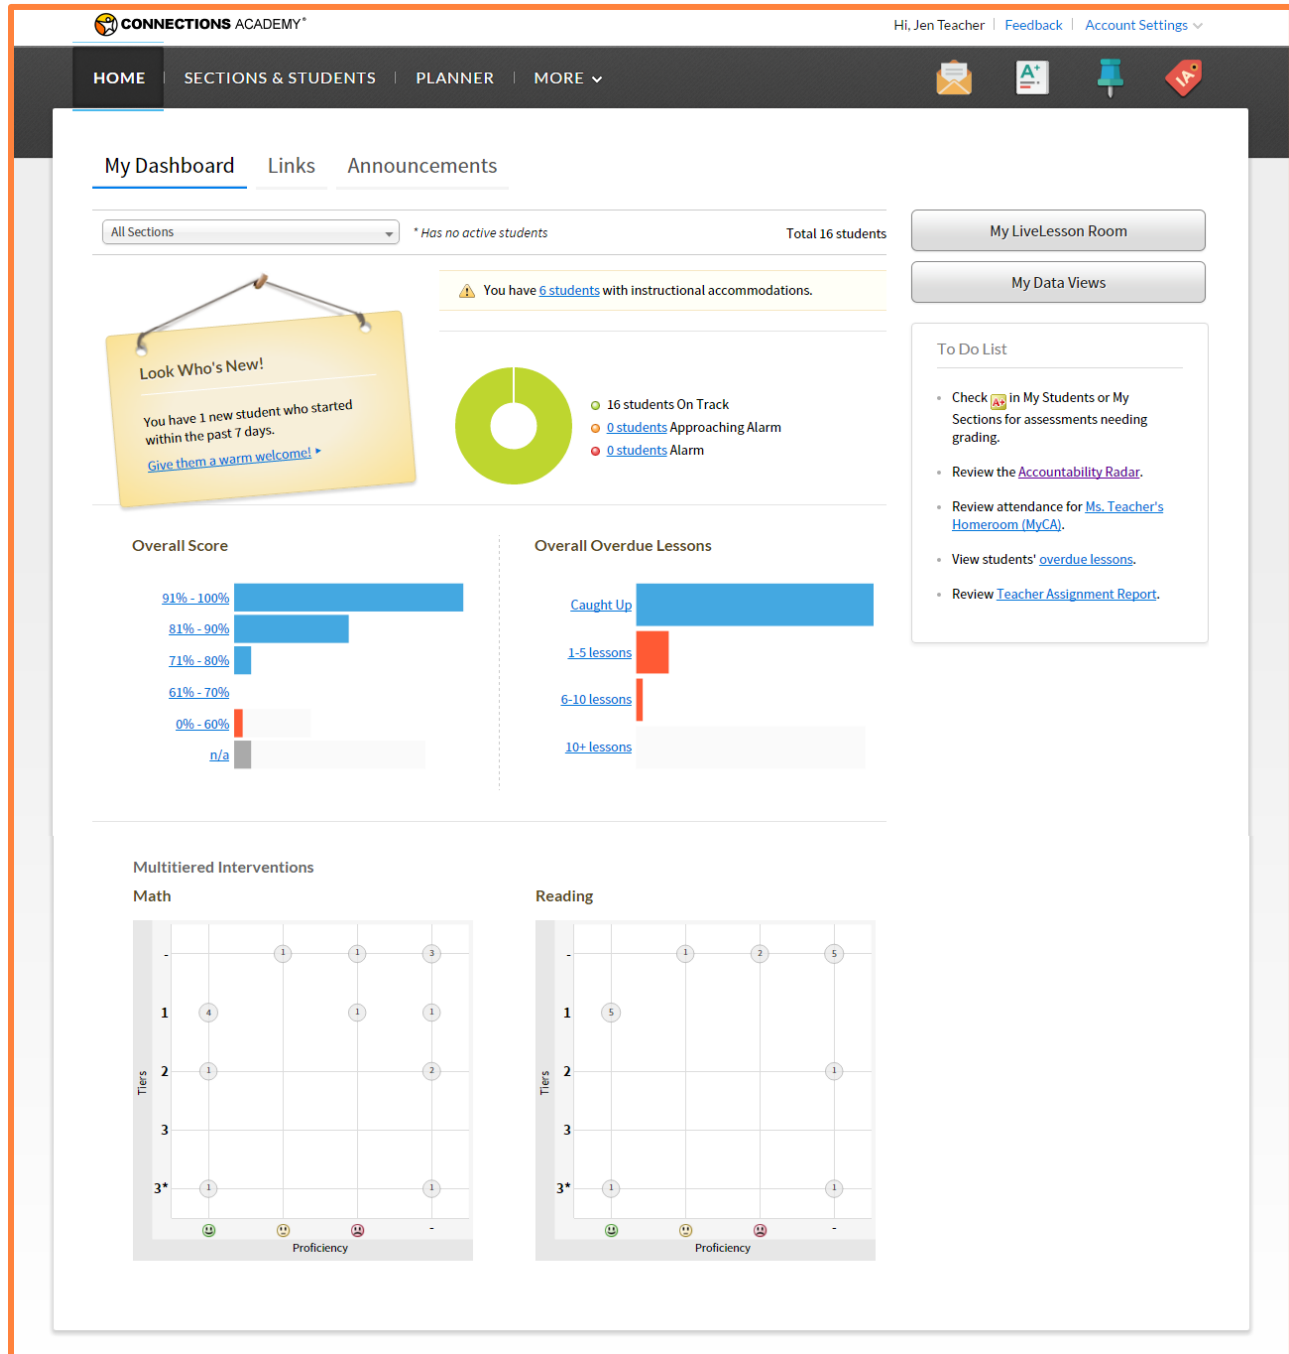 CONNECTIONS ACADEMY®
Hi, Jen Teacher
Feedback
Account Settings
HOME
SECTIONS & STUDENTS
PLANNER
MORE
A+
IA
My Dashboard
Links
Announcements
All Sections
* Has no active students
Total 16 students
My LiveLesson Room
My Data Views
Look Who's New!
You have 1 new student who started
within the past 7 days.
Give them a warm welcome!
You have 6 students with instructional accommodations.
16 students On Track
0 students Approaching Alarm
0 students Alarm
To Do List
Check A+ in My Students or My
Sections for assessments needing
grading.
Review the Accountability Radar.
Review attendance for Ms. Teacher's
Homeroom (MyCA).
View students' overdue lessons.
Review Teacher Assignment Report.
Overall Score
91% - 100%
81% - 90%
71% - 80%
61% - 70%
0% - 60%
n/a
Overall Overdue Lessons
Caught Up
1-5 lessons
6-10 lessons
10+ lessons
Multitiered Interventions
Math
Tiers
- 1 1 3
1 4 1 1
2 1 2
3
3* 1 1
-
Proficiency
Reading
Tiers
- 1 2 5
1 5
2 1
3
3* 1 1
-
Proficiency